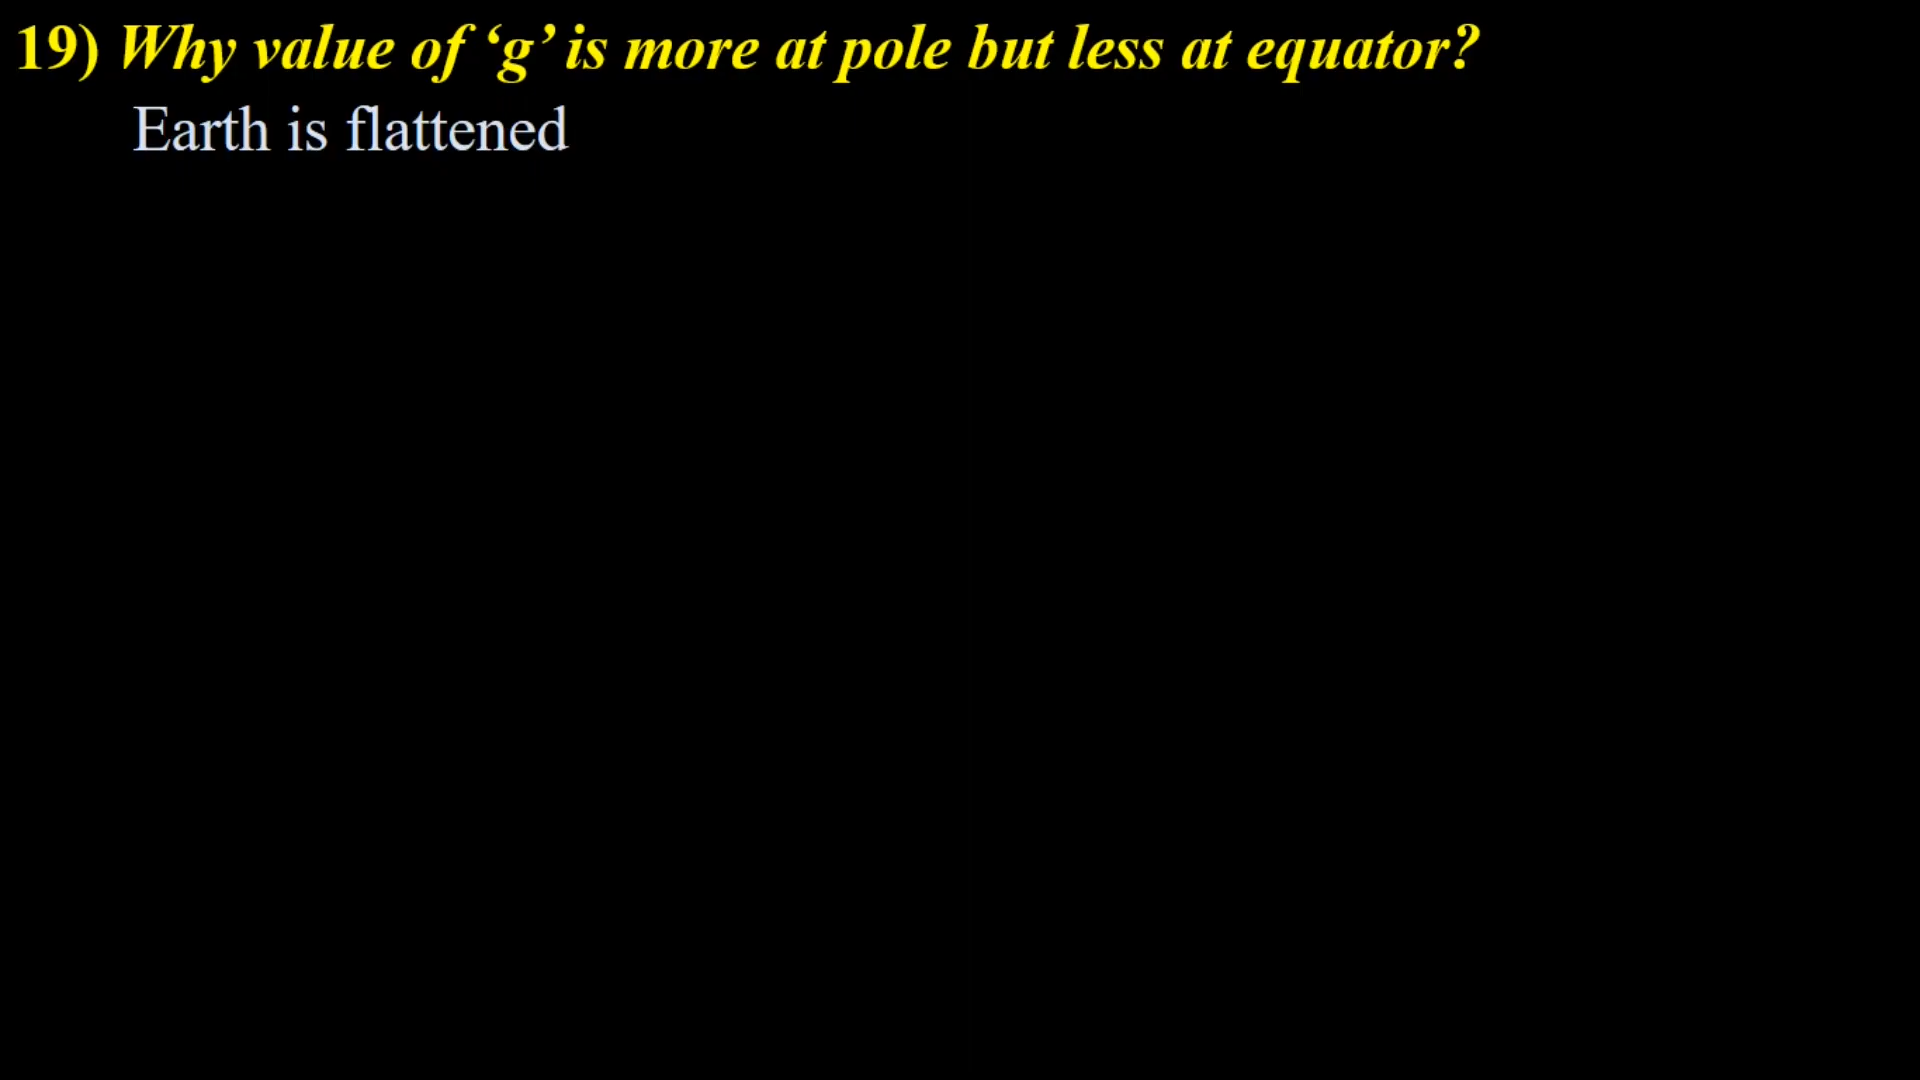 19) Why value of ‘g’ is more at pole but less at equator?
Earth is flattened